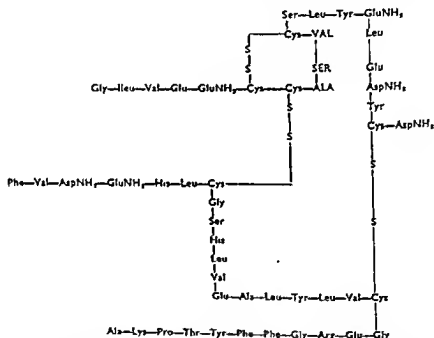 Ser—Leu—Tyr—GluNH₂
Cys—VAL Leu
S
S SER Glu
Gly—Ileu—Val—Glu—GluNH₂—Cys—Cys—ALA AspNH₂
S Tyr
Cys—AspNH₂
S
S
Phe—Val—AspNH₂—GluNH₂—His—Leu—Cys
Gly
Ser S
His
Leu
Val
Glu—Ala—Leu—Tyr—Leu—Val—Cys
Ala—Lys—Pro—Thr—Tyr—Phe—Phe—Gly—Arg—Glu—Gly